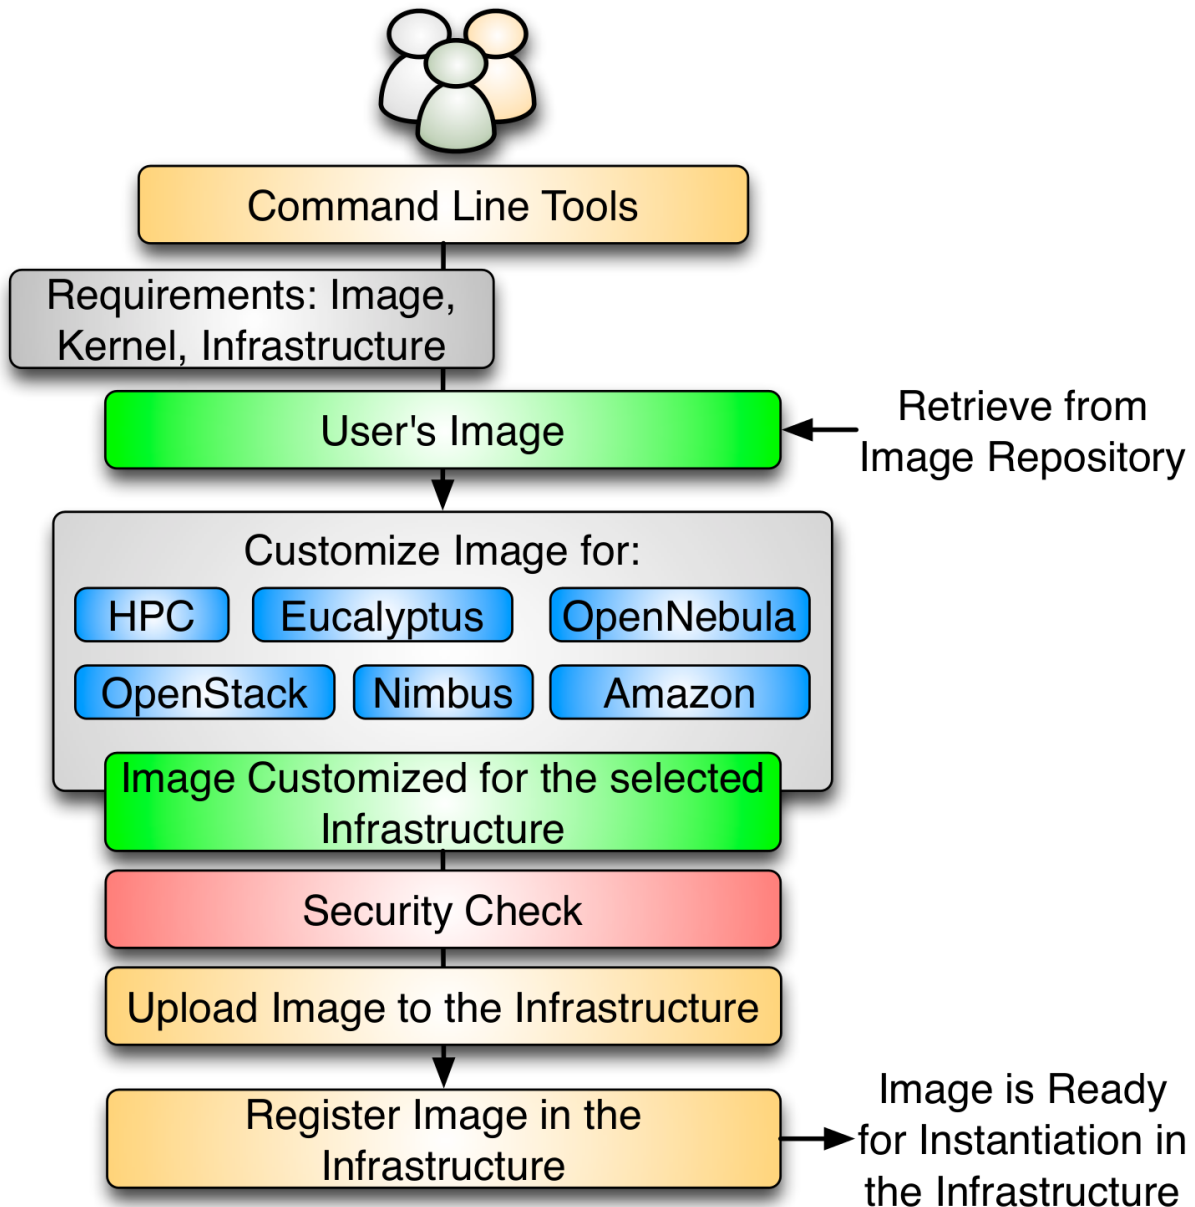 Command Line Tools
Requirements: Image,
Kernel, Infrastructure
User's Image
Retrieve from
Image Repository
Customize Image for:
HPC
Eucalyptus
OpenNebula
OpenStack
Nimbus
Amazon
Image Customized for the selected
Infrastructure
Security Check
Upload Image to the Infrastructure
Register Image in the
Infrastructure
Image is Ready
for Instantiation in
the Infrastructure